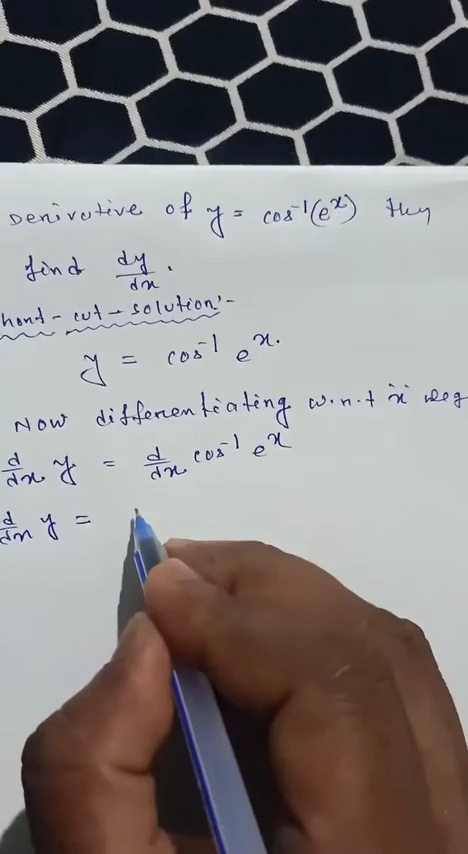 Derivative of y = cos⁻¹(eˣ) then
find dy/dx.
short-cut-solution:-
y = cos⁻¹ eˣ.
Now differentiating w.r.t 'x' weg
d/dx y = d/dx cos⁻¹ eˣ
d/dx y =